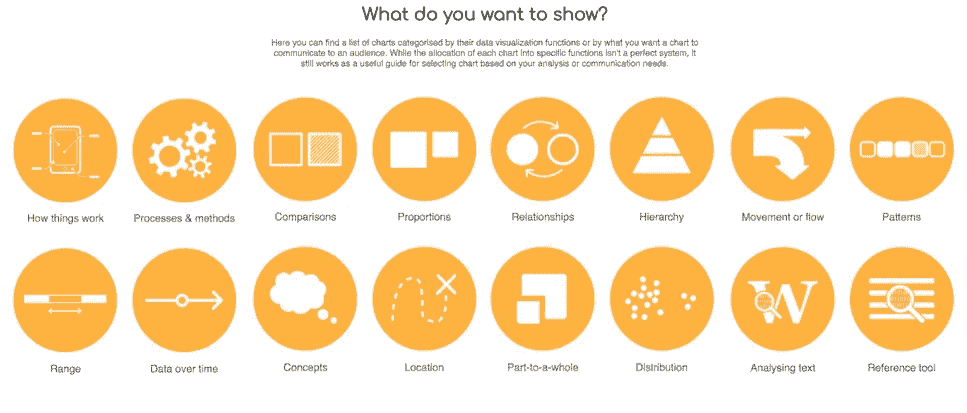 What do you want to show?
Here you can find a list of charts categorised by their data visualization functions or by what you want a chart to
communicate to an audience. While the allocation of each chart into specific functions isn't a perfect system, it
still works as a useful guide for selecting chart based on your analysis or communication needs.
How things work
Processes & methods
Comparisons
Proportions
Relationships
Hierarchy
Movement or flow
Patterns
Range
Data over time
Concepts
Location
Part-to-a-whole
Distribution
W
Analysing text
Reference tool